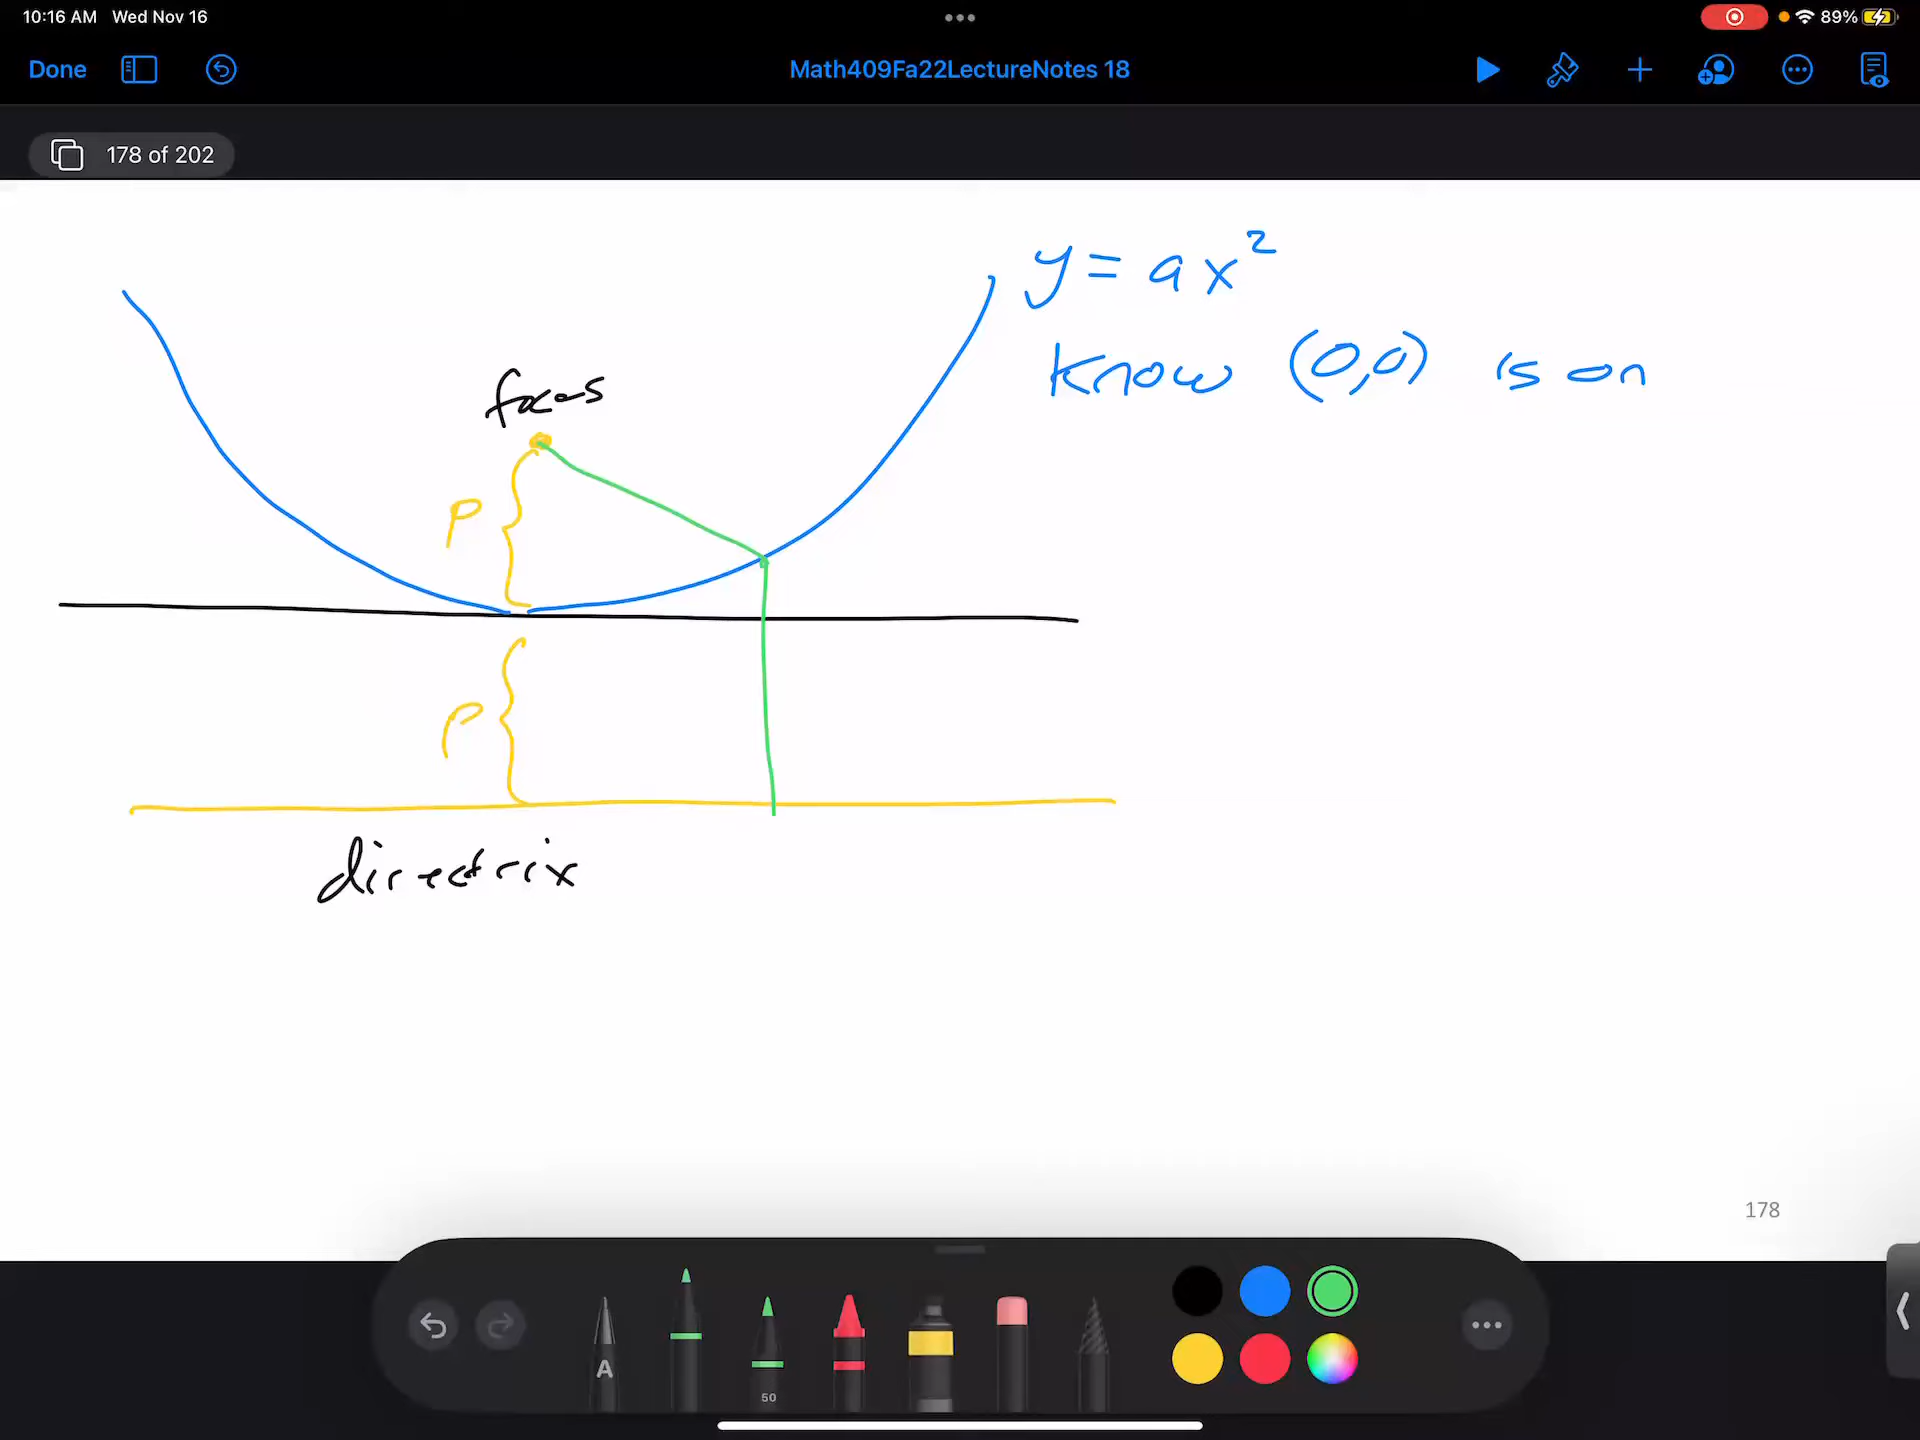 10:16 AM Wed Nov 16
89%
Done
Math409Fa22LectureNotes 18
178 of 202
y = ax²
know (0,0) is on
focus
P
P
directrix
178
A
50